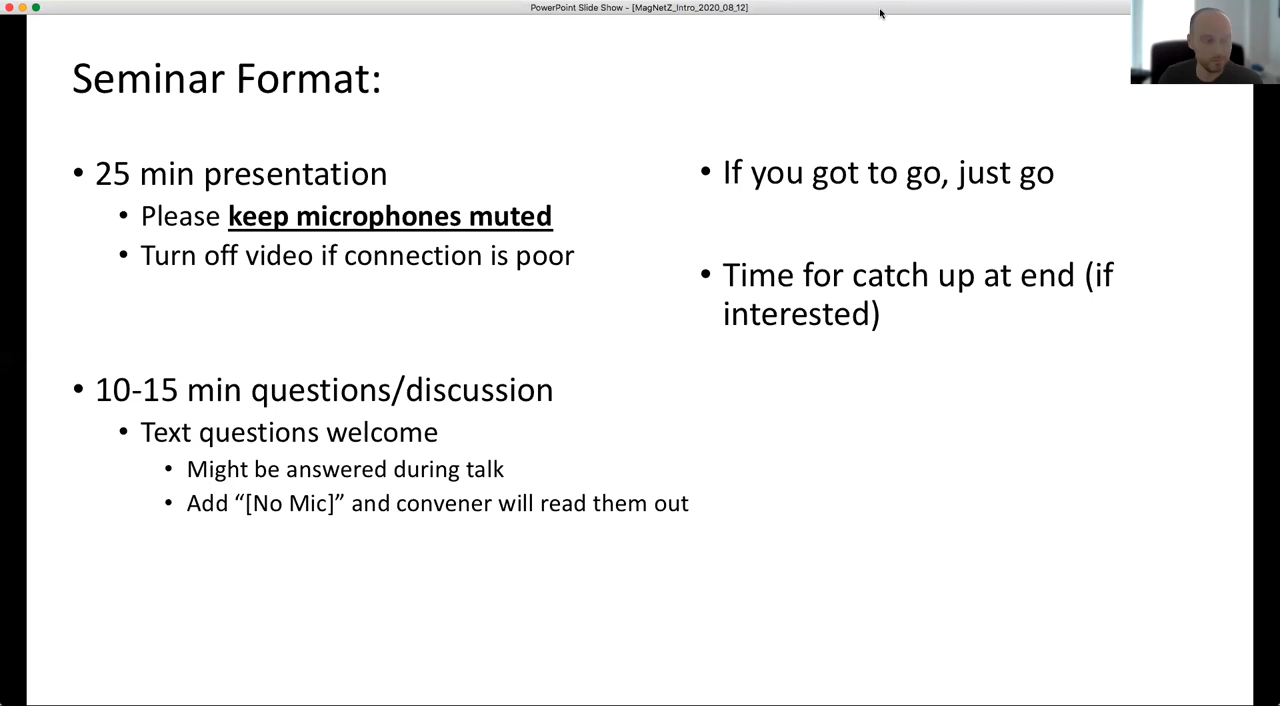 PowerPoint Slide Show - [MagNetZ_Intro_2020_08_12]
Seminar Format:
• 25 min presentation
• Please keep microphones muted
• Turn off video if connection is poor
• 10-15 min questions/discussion
• Text questions welcome
• Might be answered during talk
• Add “[No Mic]” and convener will read them out
• If you got to go, just go
• Time for catch up at end (if
interested)